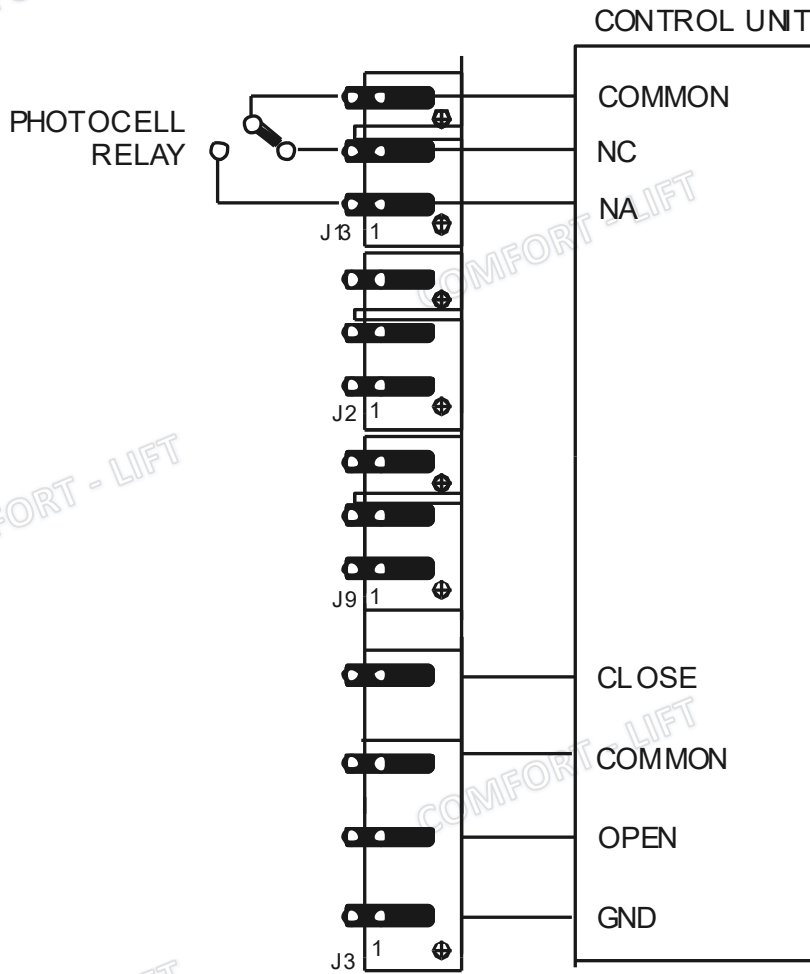 CONTROL UNIT
COMMON
PHOTOCELL
RELAY
NC
NA
J13 1
COMFORT - LIFT
J2 1
FORT - LIFT
J9 1
CLOSE
COMMON
COMFORT - LIFT
OPEN
GND
J3 1